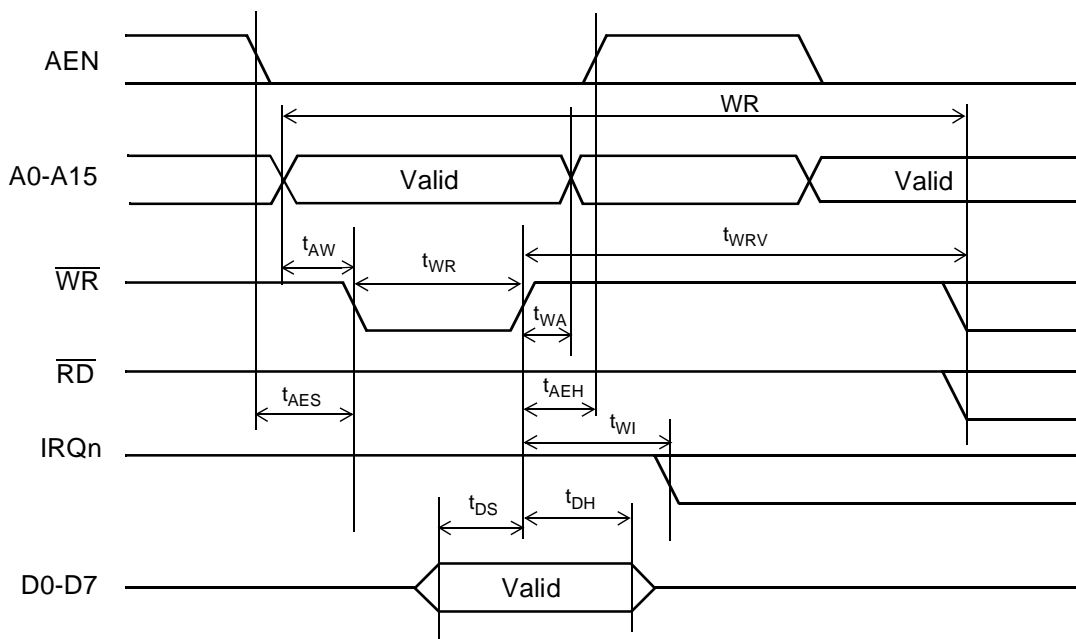 AEN
WR
A0-A15 Valid Valid
tAW tWR tWRV
WR
tWA
RD
tAES tAEH
tWI
IRQn
tDS tDH
D0-D7 Valid